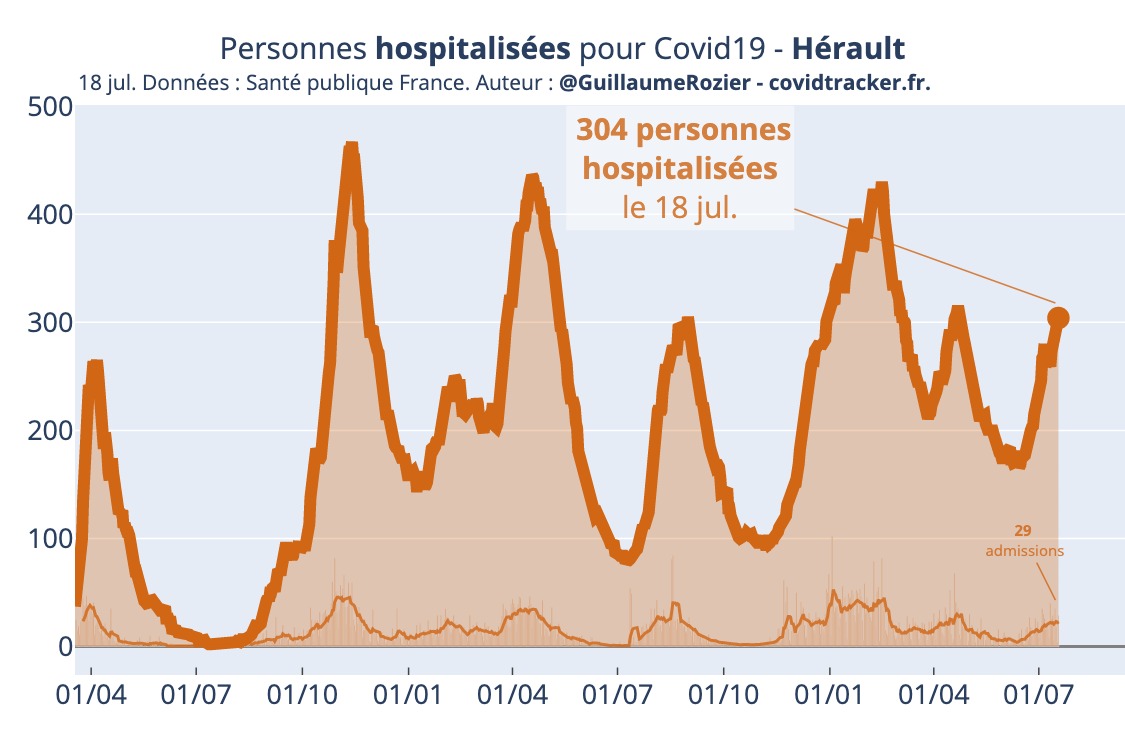 Personnes hospitalisées pour Covid19 - Hérault
18 jul. Données : Santé publique France. Auteur : @GuillaumeRozier - covidtracker.fr.
500
304 personnes
hospitalisées
le 18 jul.
400
300
200
100
29
admissions
0
01/04 01/07 01/10 01/01 01/04 01/07 01/10 01/01 01/04 01/07